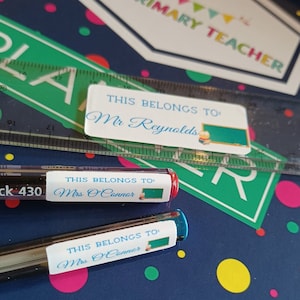 PRIMARY TEACHER
PLANNER
THIS BELONGS TO:
Mr Reynolds
THIS BELONGS TO:
Mrs O'Connor
ck 430
THIS BELONGS TO:
Mrs O'Connor